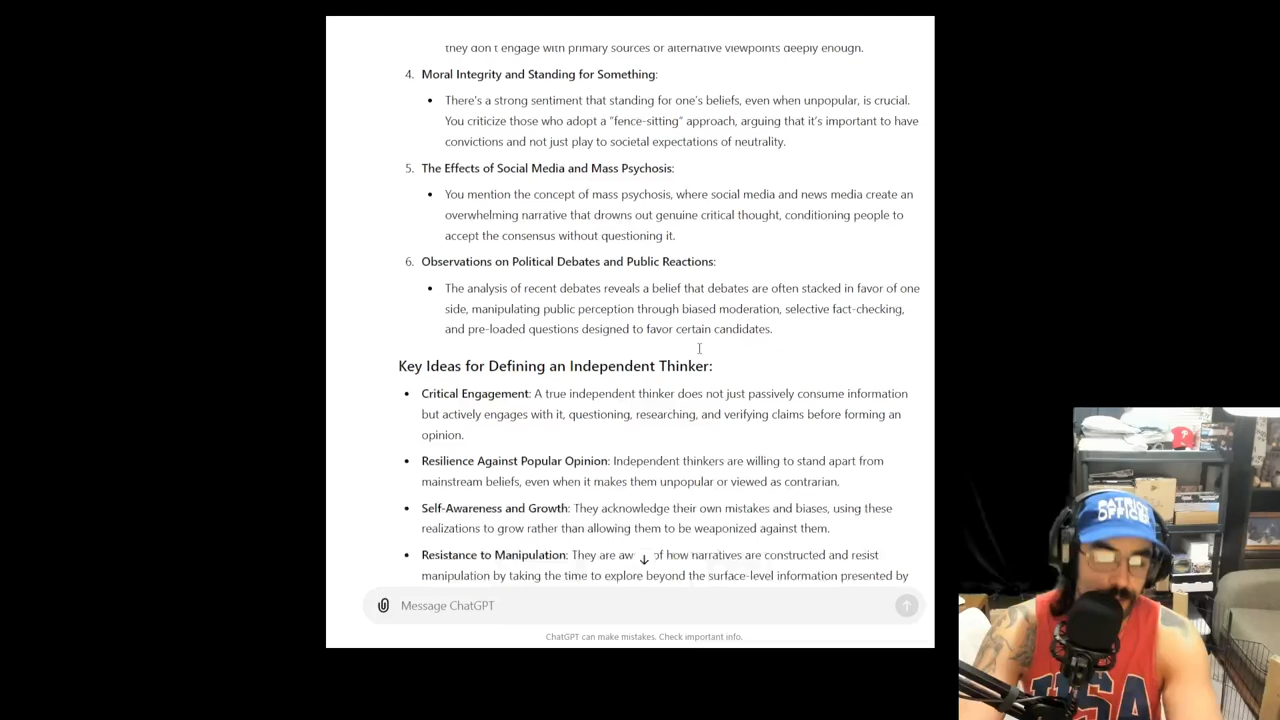 they don't engage with primary sources or alternative viewpoints deeply enough.
4. Moral Integrity and Standing for Something:
• There's a strong sentiment that standing for one's beliefs, even when unpopular, is crucial.
You criticize those who adopt a "fence-sitting" approach, arguing that it's important to have
convictions and not just play to societal expectations of neutrality.
5. The Effects of Social Media and Mass Psychosis:
• You mention the concept of mass psychosis, where social media and news media create an
overwhelming narrative that drowns out genuine critical thought, conditioning people to
accept the consensus without questioning it.
6. Observations on Political Debates and Public Reactions:
• The analysis of recent debates reveals a belief that debates are often stacked in favor of one
side, manipulating public perception through biased moderation, selective fact-checking,
and pre-loaded questions designed to favor certain candidates.
Key Ideas for Defining an Independent Thinker:
• Critical Engagement: A true independent thinker does not just passively consume information
but actively engages with it, questioning, researching, and verifying claims before forming an
opinion.
• Resilience Against Popular Opinion: Independent thinkers are willing to stand apart from
mainstream beliefs, even when it makes them unpopular or viewed as contrarian.
• Self-Awareness and Growth: They acknowledge their own mistakes and biases, using these
realizations to grow rather than allowing them to be weaponized against them.
• Resistance to Manipulation: They are aw of how narratives are constructed and resist
manipulation by taking the time to explore beyond the surface-level information presented by
Message ChatGPT
ChatGPT can make mistakes. Check important info.
USA